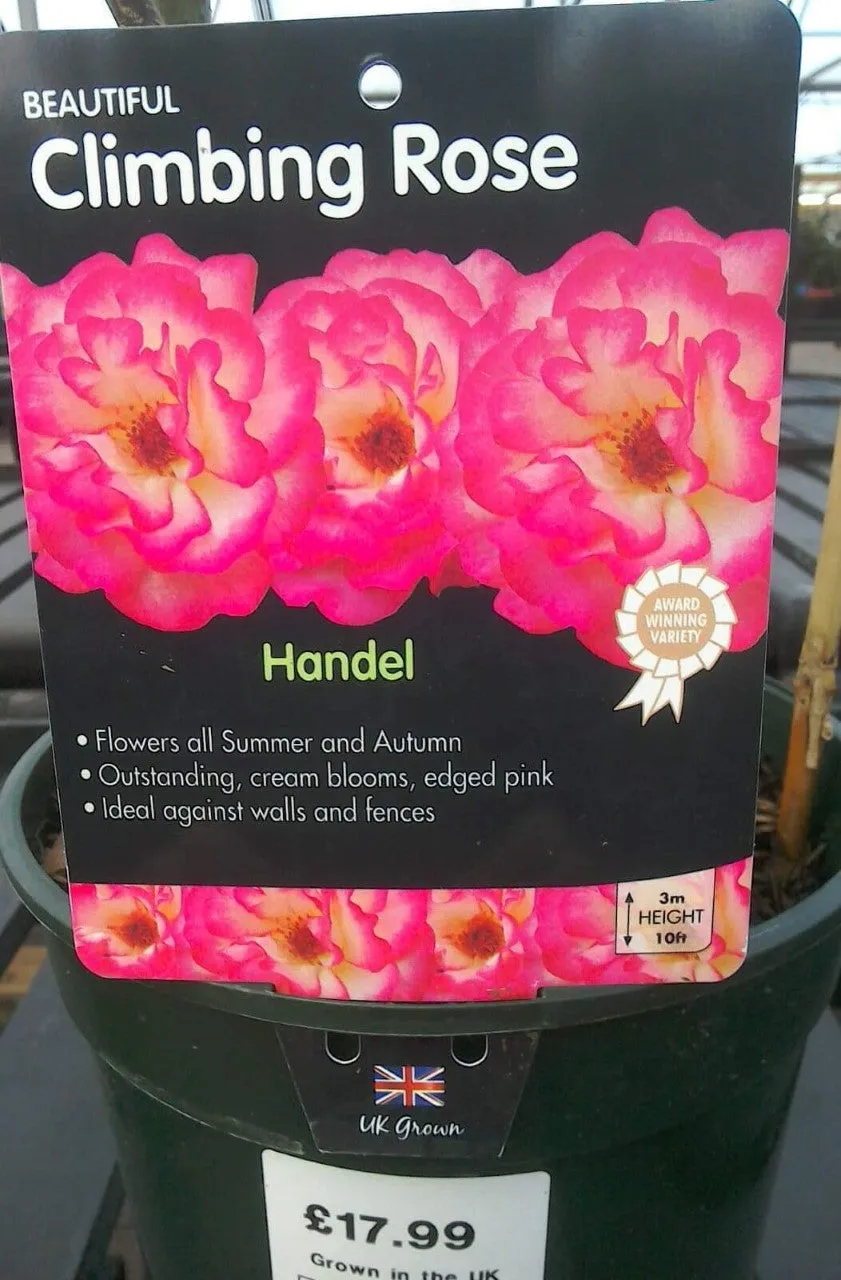 BEAUTIFUL
Climbing Rose
AWARD
WINNING
VARIETY
Handel
• Flowers all Summer and Autumn
• Outstanding, cream blooms, edged pink
• Ideal against walls and fences
3m
HEIGHT
10ft
UK Grown
£17.99
Grown in the UK